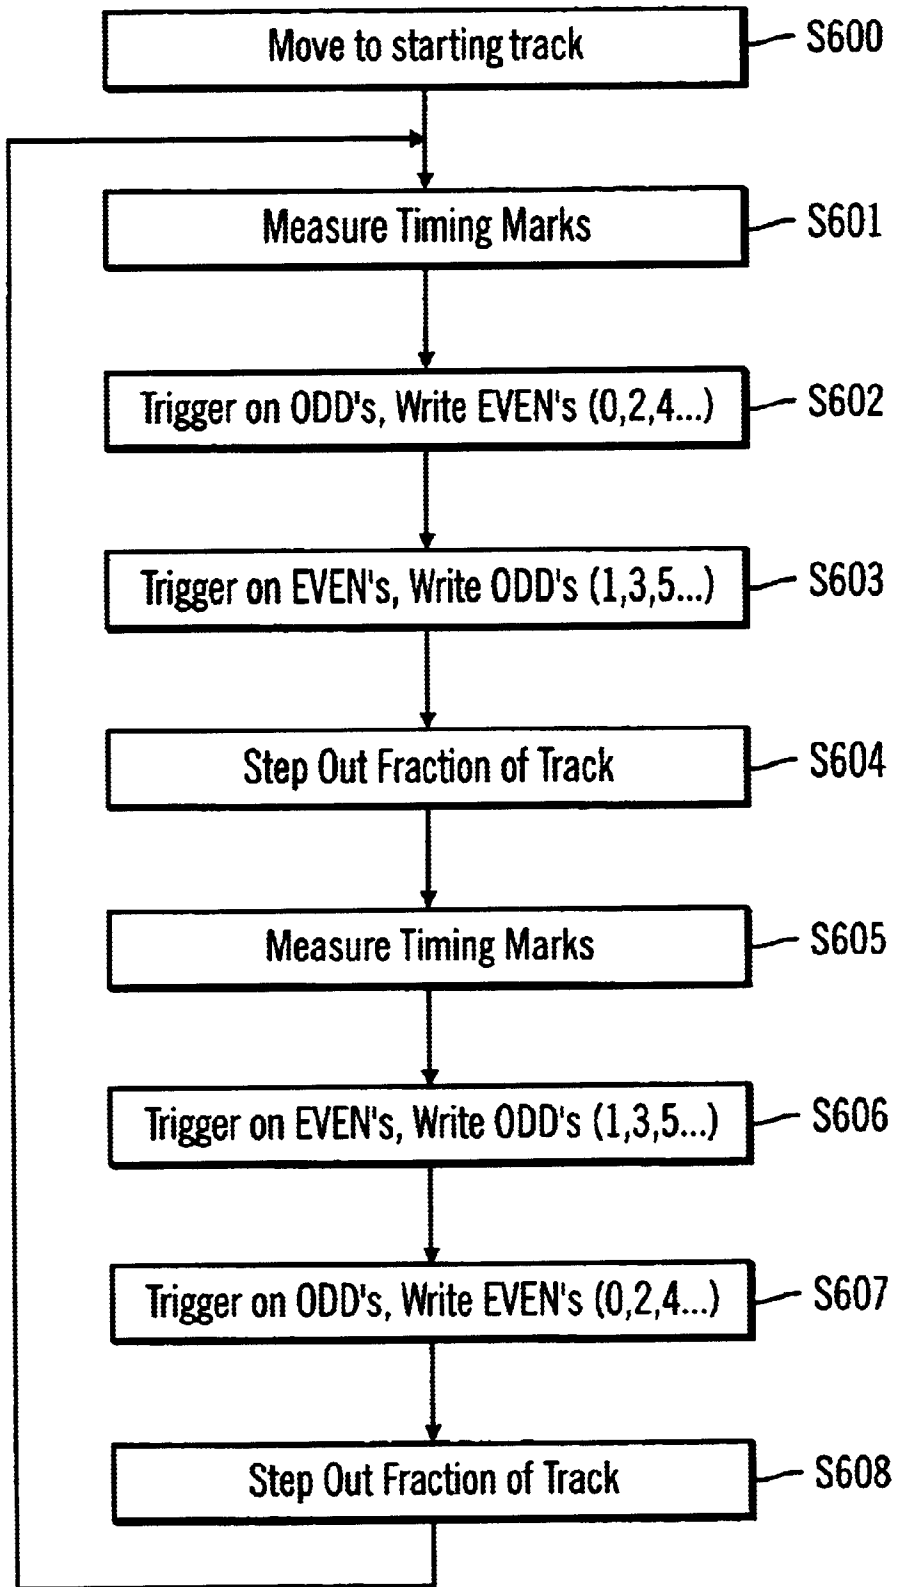 Move to starting track S600
Measure Timing Marks S601
Trigger on ODD's, Write EVEN's (0,2,4...) S602
Trigger on EVEN's, Write ODD's (1,3,5...) S603
Step Out Fraction of Track S604
Measure Timing Marks S605
Trigger on EVEN's, Write ODD's (1,3,5...) S606
Trigger on ODD's, Write EVEN's (0,2,4...) S607
Step Out Fraction of Track S608